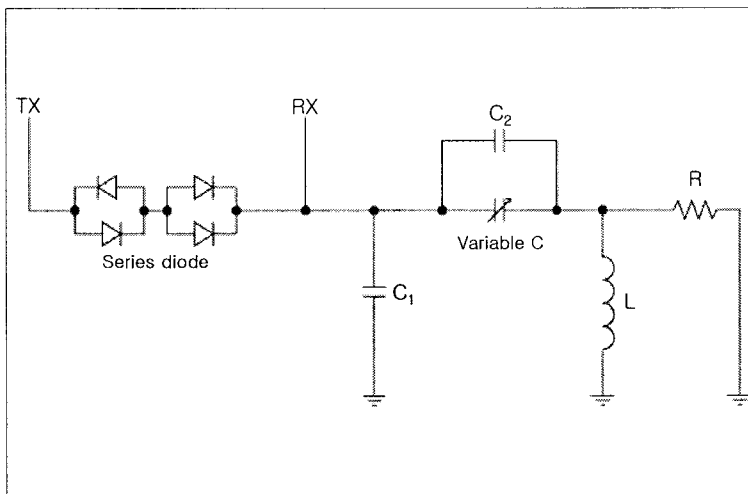 TX
RX
C2
R
Series diode
Variable C
C1
L